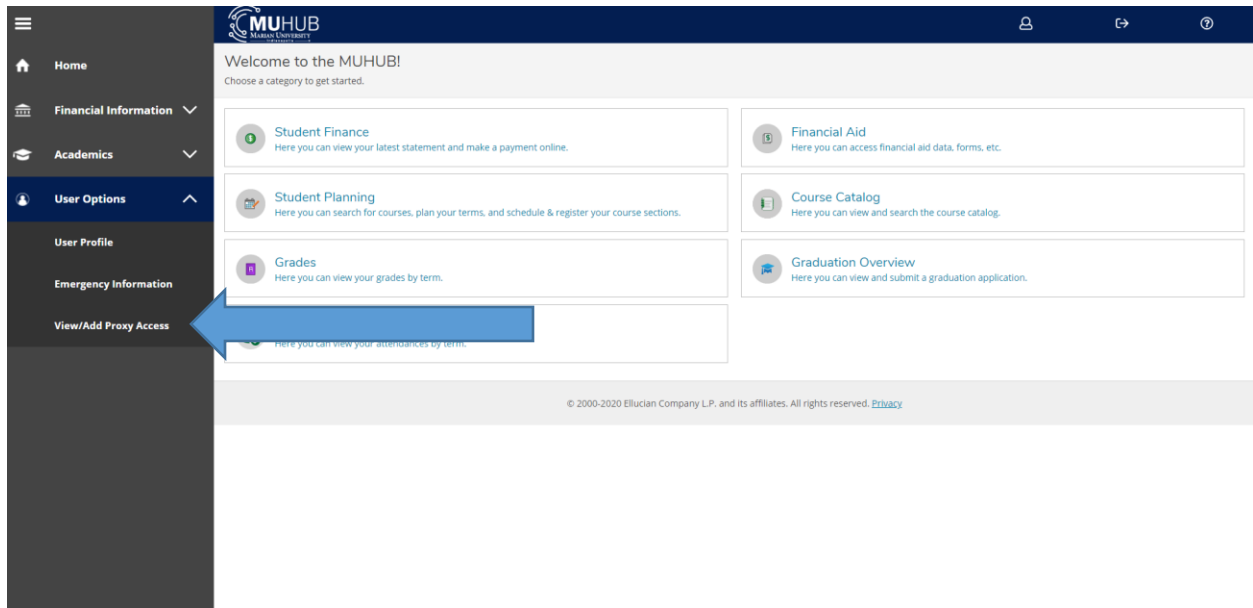 MUHUB
MARIAN UNIVERSITY
Home
Financial Information
Academics
User Options
User Profile
Emergency Information
View/Add Proxy Access
Welcome to the MUHUB!
Choose a category to get started.
Student Finance
Here you can view your latest statement and make a payment online.
Financial Aid
Here you can access financial aid data, forms, etc.
Student Planning
Here you can search for courses, plan your terms, and schedule & register your course sections.
Course Catalog
Here you can view and search the course catalog.
Grades
Here you can view your grades by term.
Graduation Overview
Here you can view and submit a graduation application.
Here you can view your attendances by term.
© 2000-2020 Ellucian Company L.P. and its affiliates. All rights reserved. Privacy